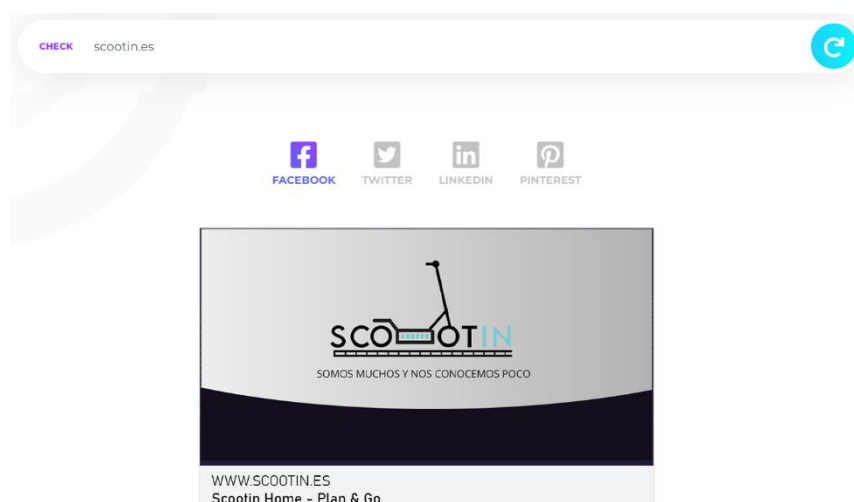 CHECK scootin.es
FACEBOOK TWITTER LINKEDIN PINTEREST
SCOOTIN
SOMOS MUCHOS Y NOS CONOCEMOS POCO
WWW.SCOOTIN.ES
Scootin Home - Plan & Go